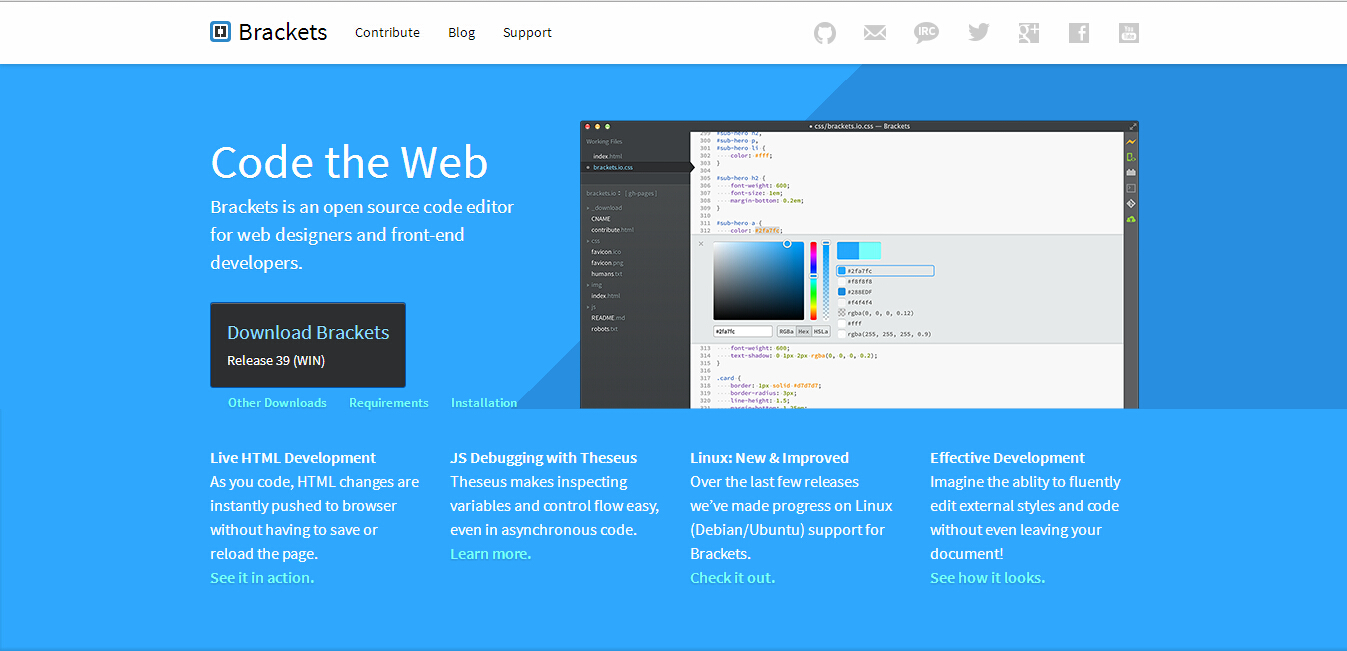 Brackets
Contribute
Blog
Support
IRC
g+
f
You Tube
Code the Web
Brackets is an open source code editor
for web designers and front-end
developers.
Download Brackets
Release 39 (WIN)
Other Downloads
Requirements
Installation
• css/brackets.io.css — Brackets
Working Files
index.html
brackets.io.css
brackets.io [ gh-pages ]
_download
CNAME
contribute.html
css
favicon.ico
favicon.png
humans.txt
img
index.html
js
README.md
robots.txt
299 #sub-hero h2,
300 #sub-hero p,
301 #sub-hero li {
302 color: #fff;
303 }
304
305 #sub-hero h2 {
306 font-weight: 600;
307 font-size: 1em;
308 margin-bottom: 0.2em;
309 }
310
311 #sub-hero a {
312 color: #2fa7fc;
#2fa7fc
RGBa Hex HSLa
#2fa7fc
#f8f8f8
#288EDF
#f4f4f4
rgba(0, 0, 0, 0.12)
#fff
rgba(255, 255, 255, 0.9)
313 font-weight: 600;
314 text-shadow: 0 1px 2px rgba(0, 0, 0, 0.2);
315 }
316
317 .card {
318 border: 1px solid #d7d7d7;
319 border-radius: 3px;
320 line-height: 1.5;
321 margin-bottom: 1.25em;
Live HTML Development
As you code, HTML changes are
instantly pushed to browser
without having to save or
reload the page.
See it in action.
JS Debugging with Theseus
Theseus makes inspecting
variables and control flow easy,
even in asynchronous code.
Learn more.
Linux: New & Improved
Over the last few releases
we've made progress on Linux
(Debian/Ubuntu) support for
Brackets.
Check it out.
Effective Development
Imagine the ablity to fluently
edit external styles and code
without even leaving your
document!
See how it looks.